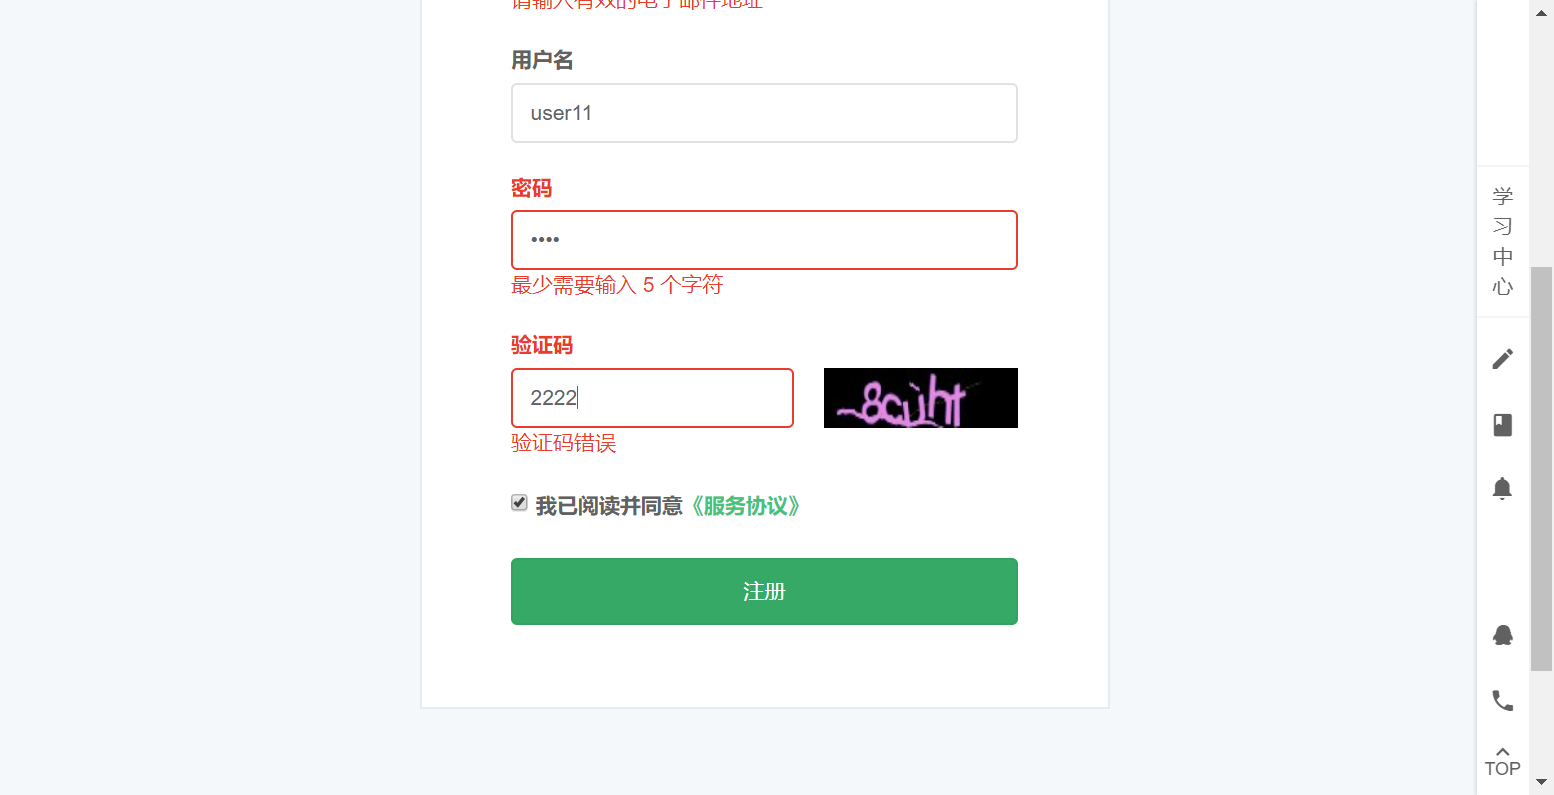 请输入有效的电子邮件地址
用户名
user11
密码
••••
最少需要输入 5 个字符
验证码
2222
验证码错误
我已阅读并同意《服务协议》
注册
学
习
中
心
TOP